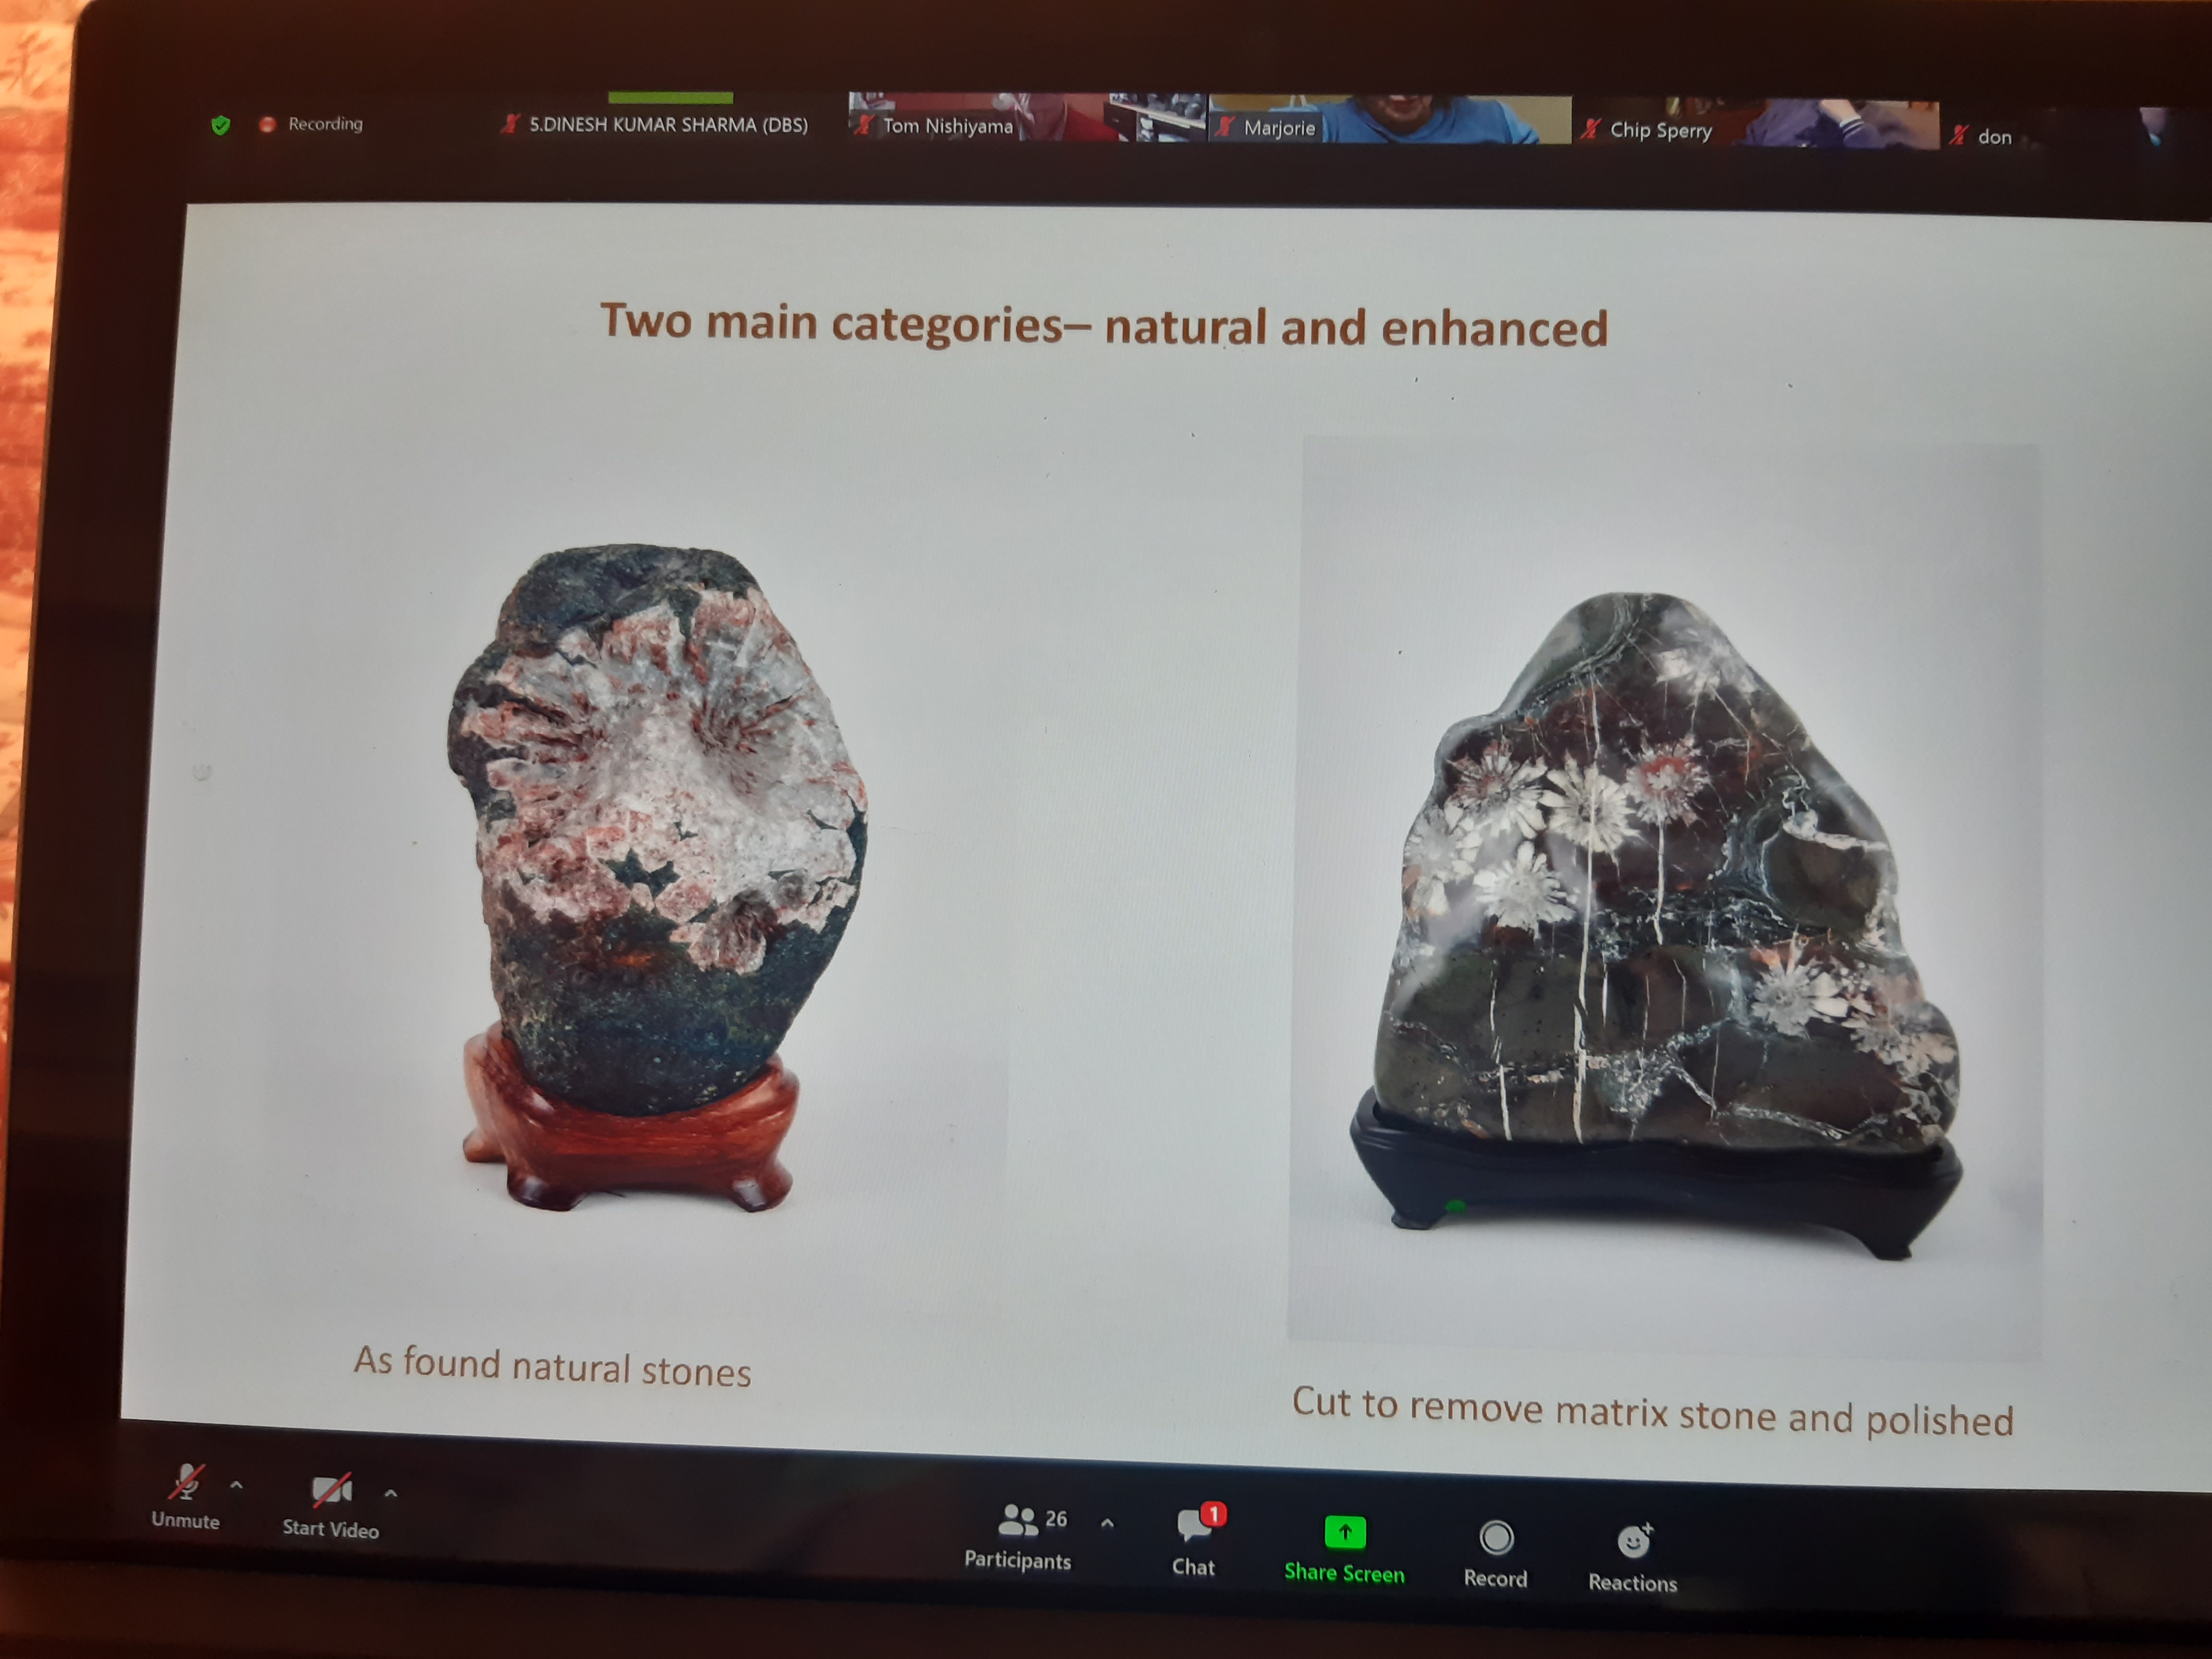 Recording
5.DINESH KUMAR SHARMA (DBS)
Tom Nishiyama
Marjorie
Chip Sperry
don
Two main categories– natural and enhanced
As found natural stones
Cut to remove matrix stone and polished
Unmute
Start Video
26
Participants
1
Chat
Share Screen
Record
Reactions